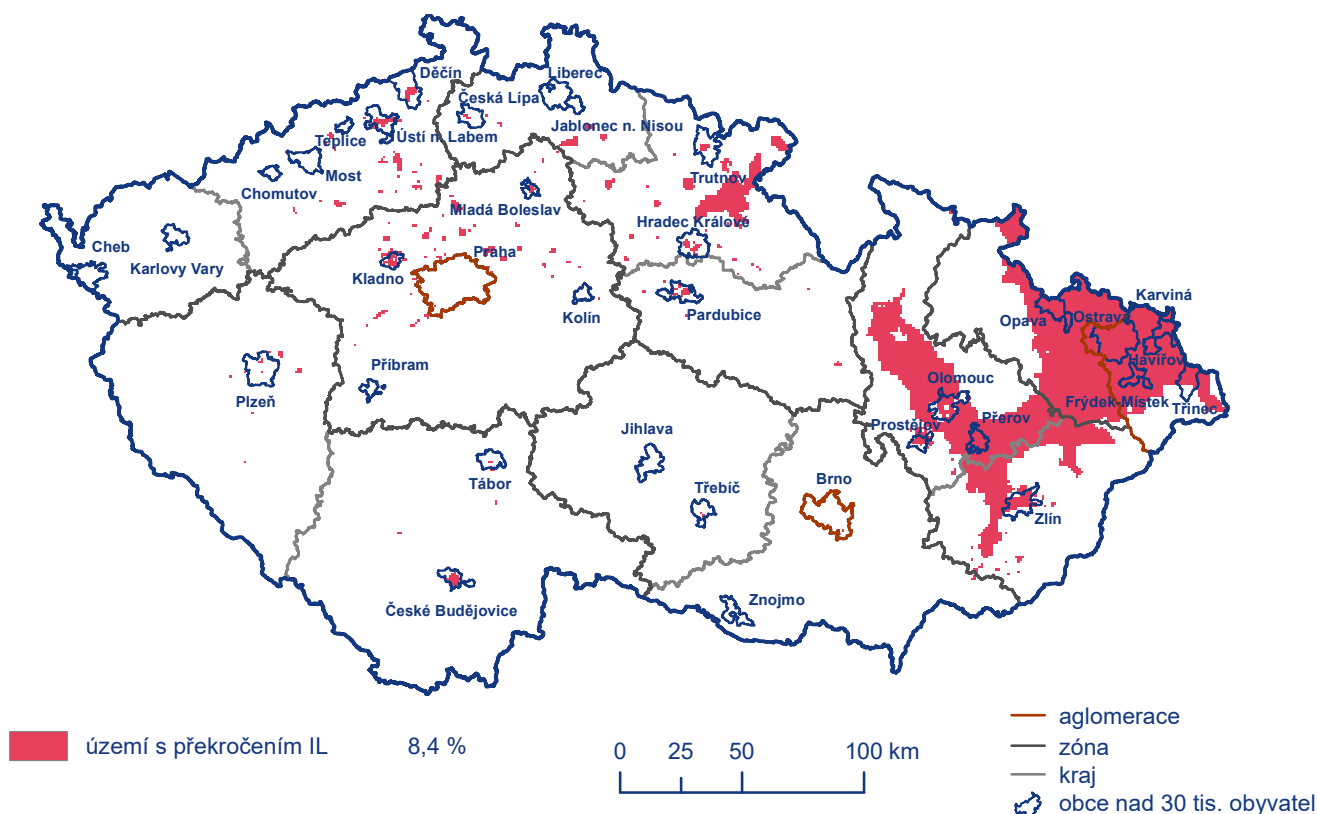 Děčín
Liberec
Česká Lípa
Jablonec n. Nisou
Teplice
Ústí n. Labem
Most
Chomutov
Trutnov
Mladá Boleslav
Hradec Králové
Cheb
Karlovy Vary
Praha
Kladno
Kolín
Pardubice
Karviná
Opava
Ostrava
Havířov
Příbram
Plzeň
Olomouc
Frýdek-Místek
Třinec
Prostějov
Přerov
Jihlava
Tábor
Třebíč
Brno
Zlín
České Budějovice
Znojmo
území s překročením IL 8,4 %
0 25 50 100 km
aglomerace
zóna
kraj
obce nad 30 tis. obyvatel